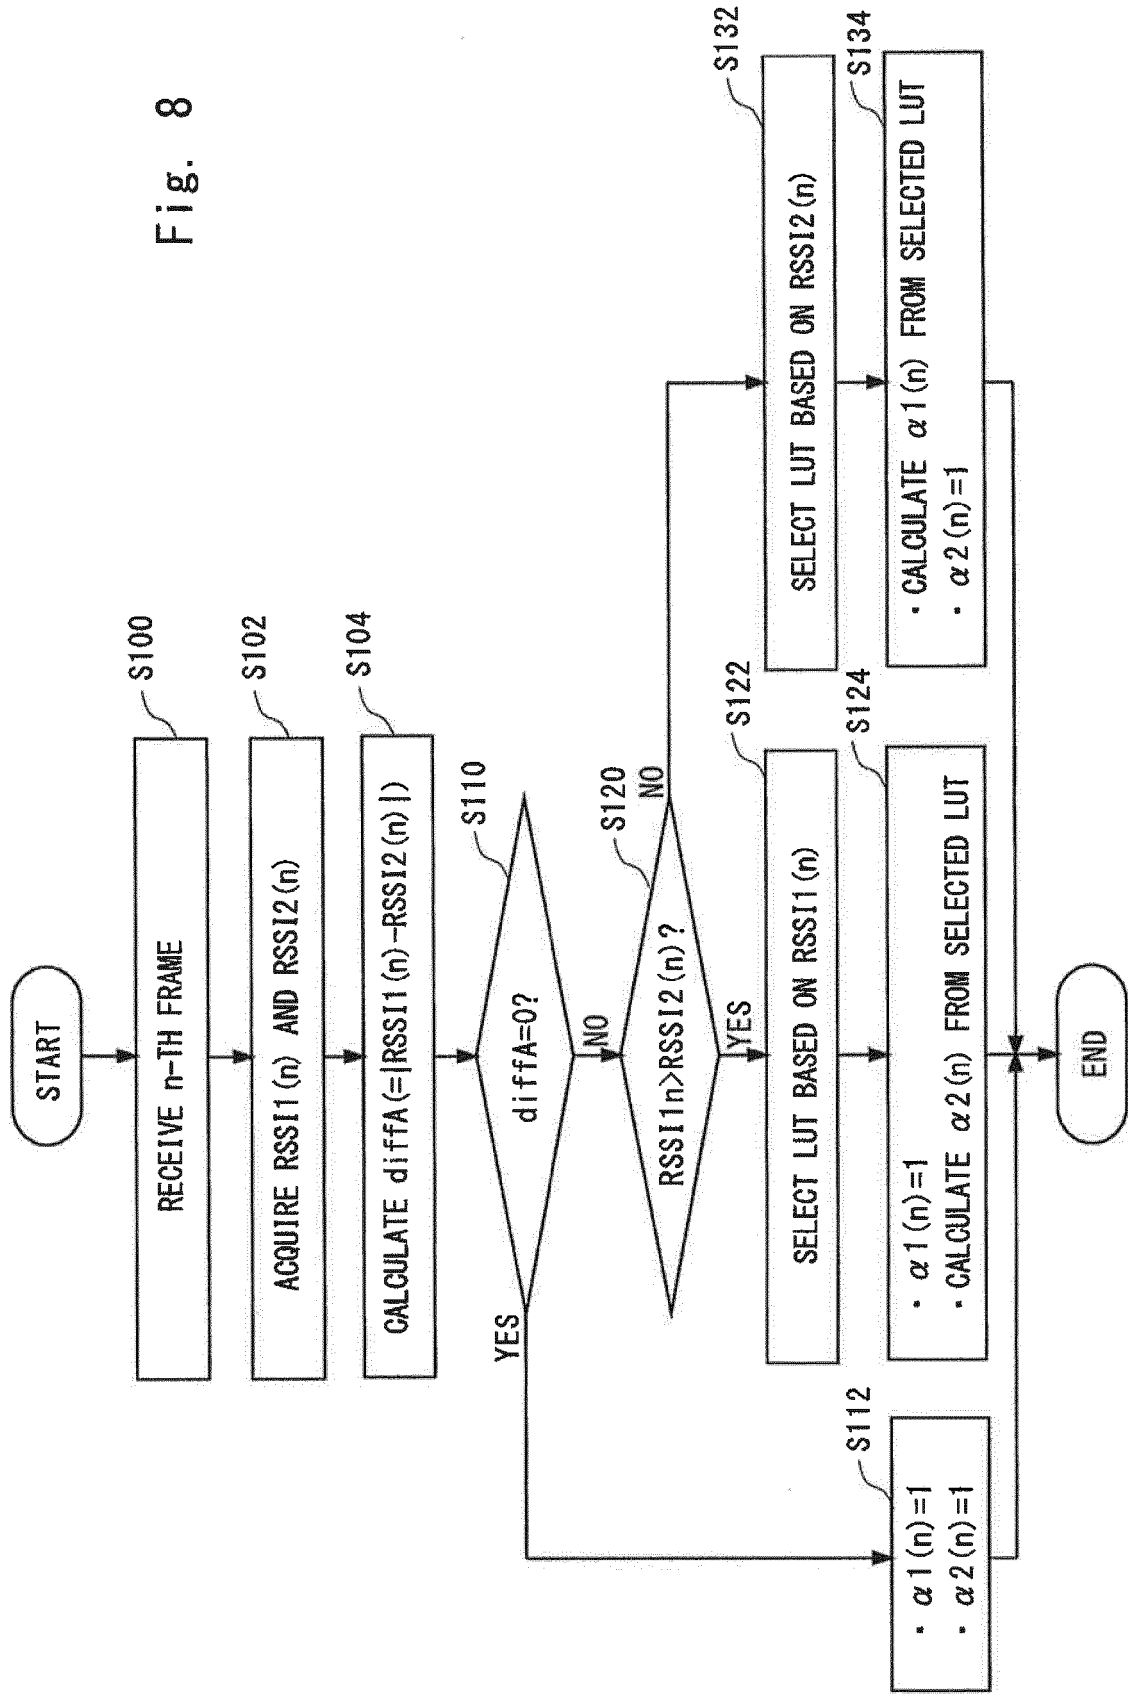 Fig. 8
START
RECEIVE n-TH FRAME
S100
ACQUIRE RSSI1(n) AND RSSI2(n)
S102
CALCULATE diffA(=|RSSI1(n)-RSSI2(n)|)
S104
diffA=0?
S110
YES
NO
RSSI1n>RSSI2(n)?
S120
NO
YES
S112
・α1(n)=1
・α2(n)=1
SELECT LUT BASED ON RSSI1(n)
S122
・α1(n)=1
・CALCULATE α2(n) FROM SELECTED LUT
S124
SELECT LUT BASED ON RSSI2(n)
S132
・CALCULATE α1(n) FROM SELECTED LUT
・α2(n)=1
S134
END